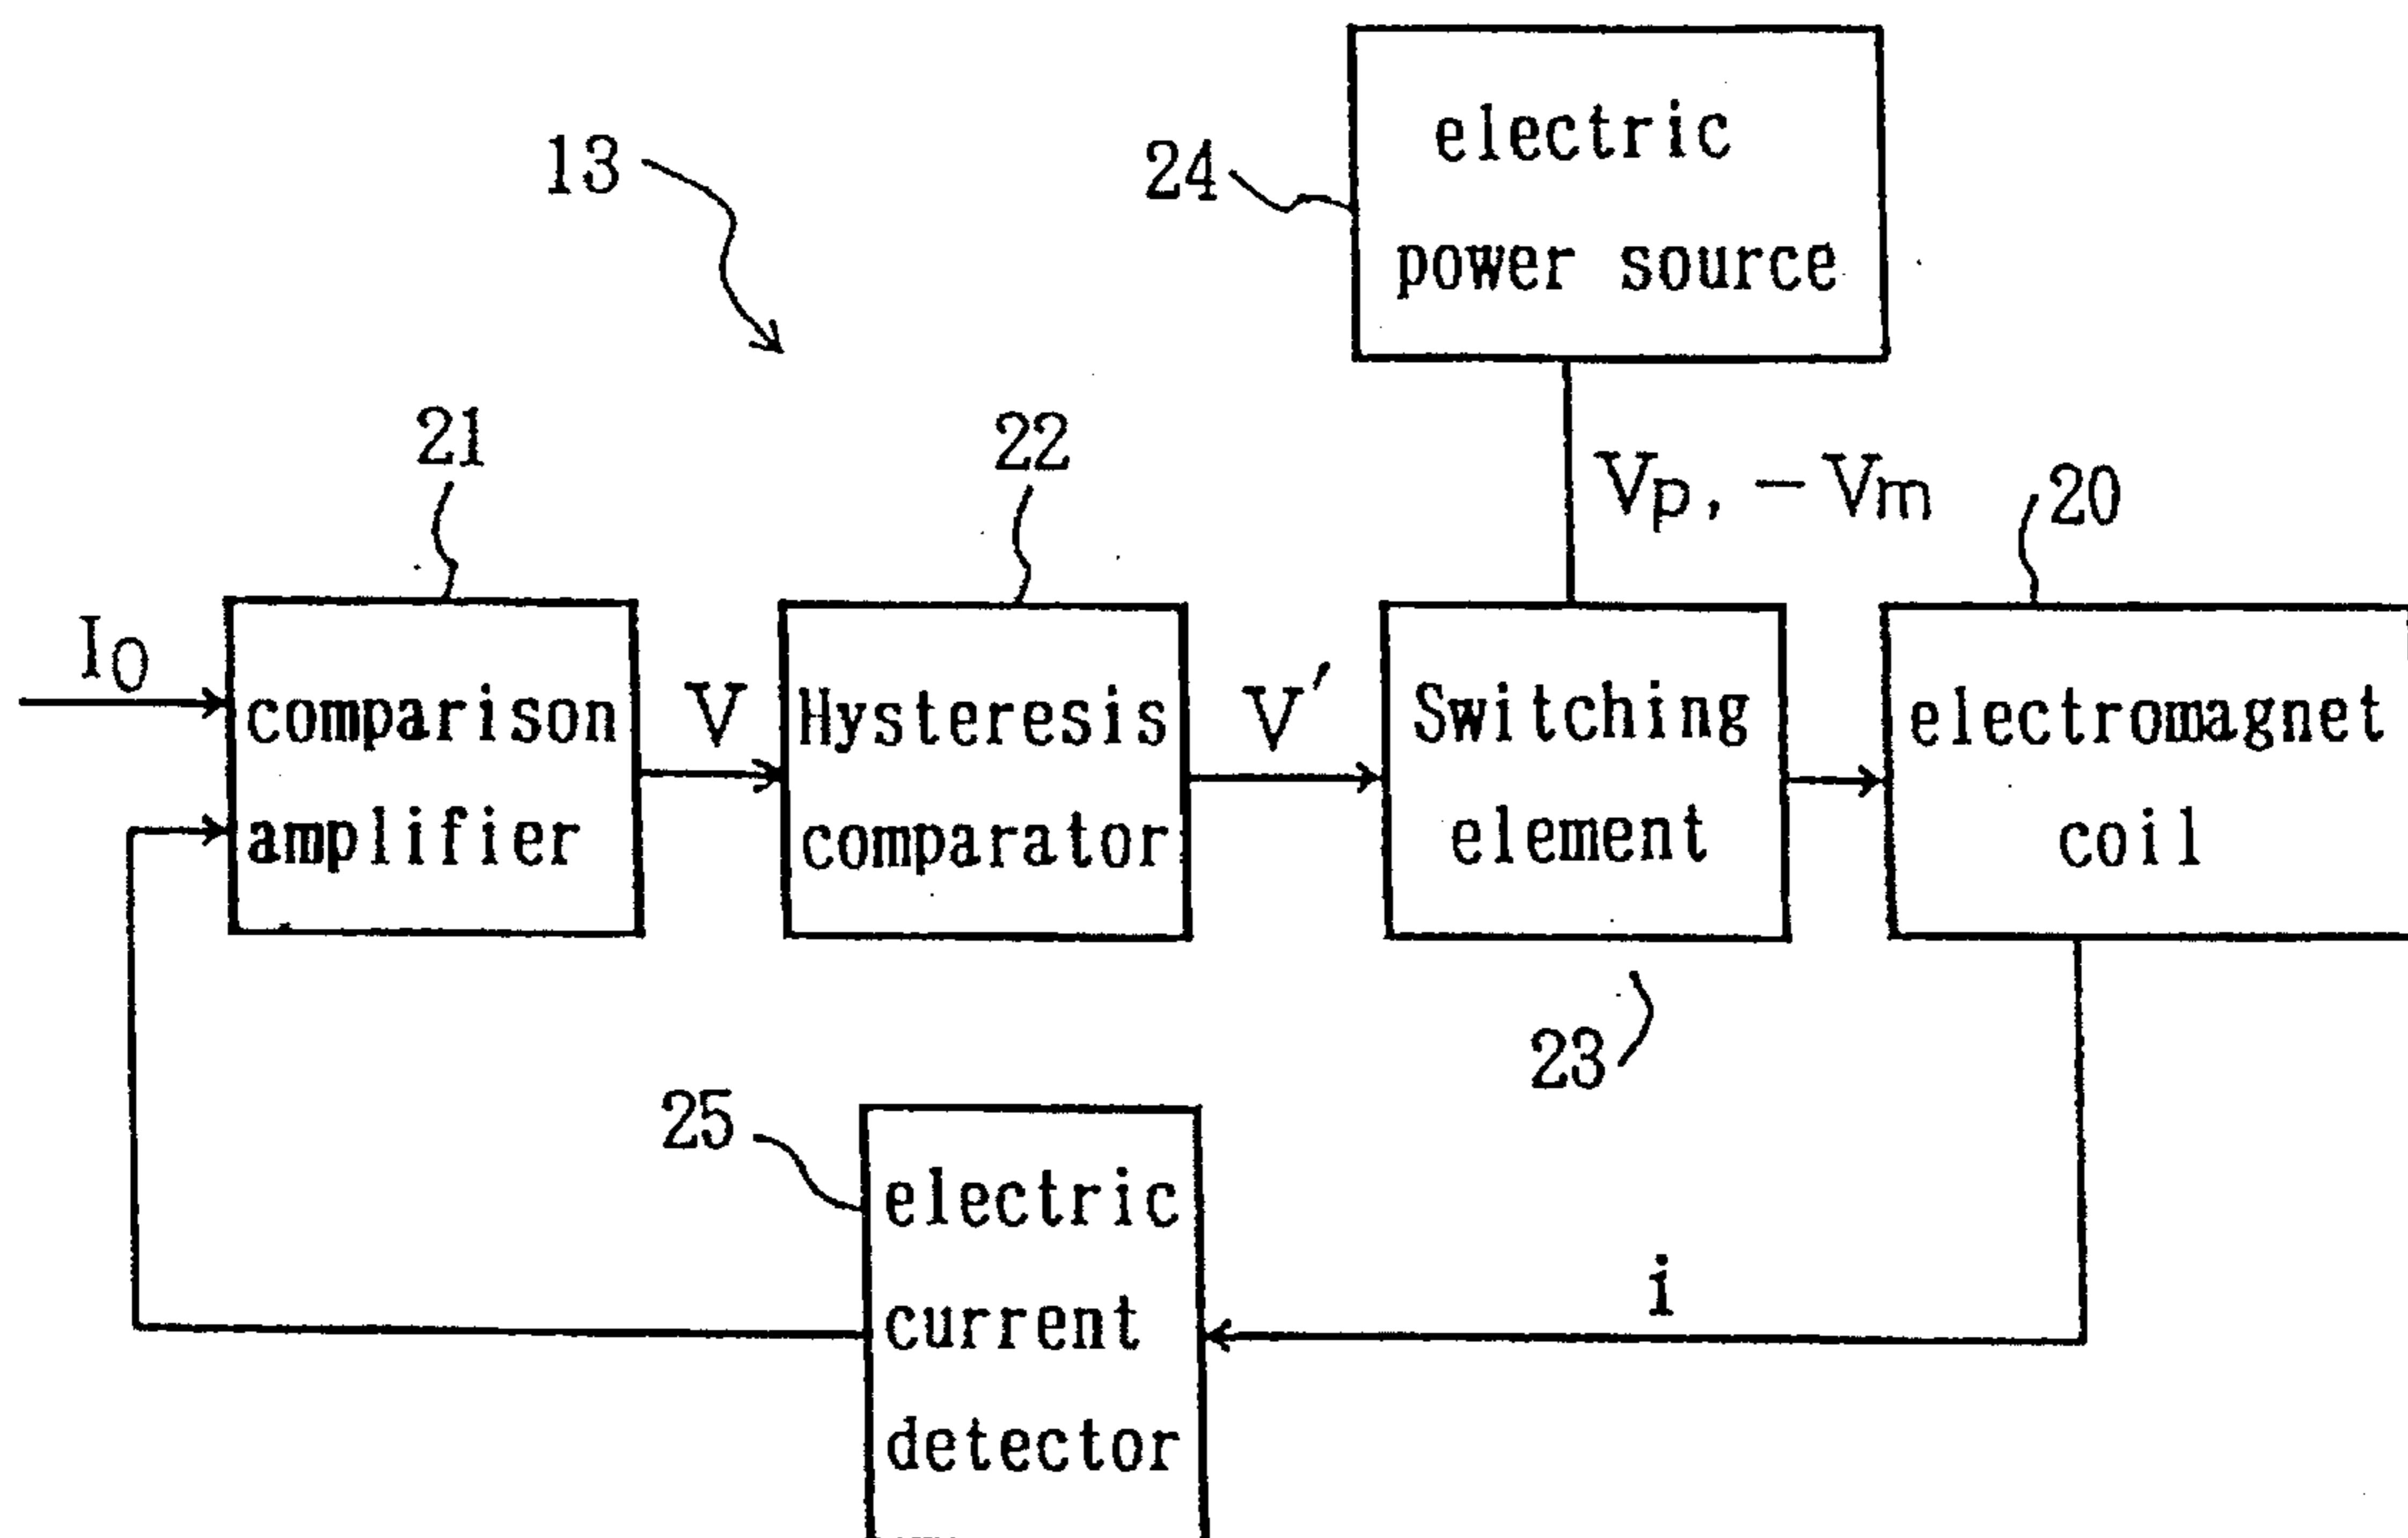 electric
power source
24
13
Vp, -Vm
21
22
20
I0
comparison
amplifier
V
Hysteresis
comparator
V'
Switching
element
electromagnet
coil
23
25
electric
current
detector
i